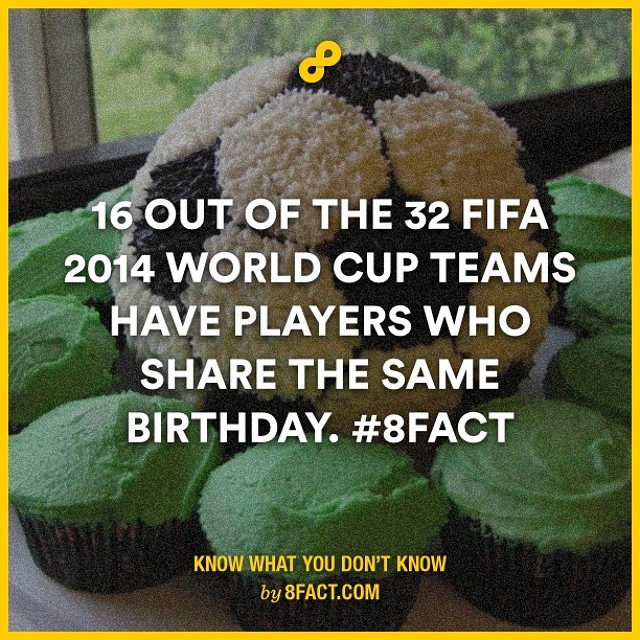 16 OUT OF THE 32 FIFA
2014 WORLD CUP TEAMS
HAVE PLAYERS WHO
SHARE THE SAME
BIRTHDAY. #8FACT
KNOW WHAT YOU DON'T KNOW
by 8FACT.COM